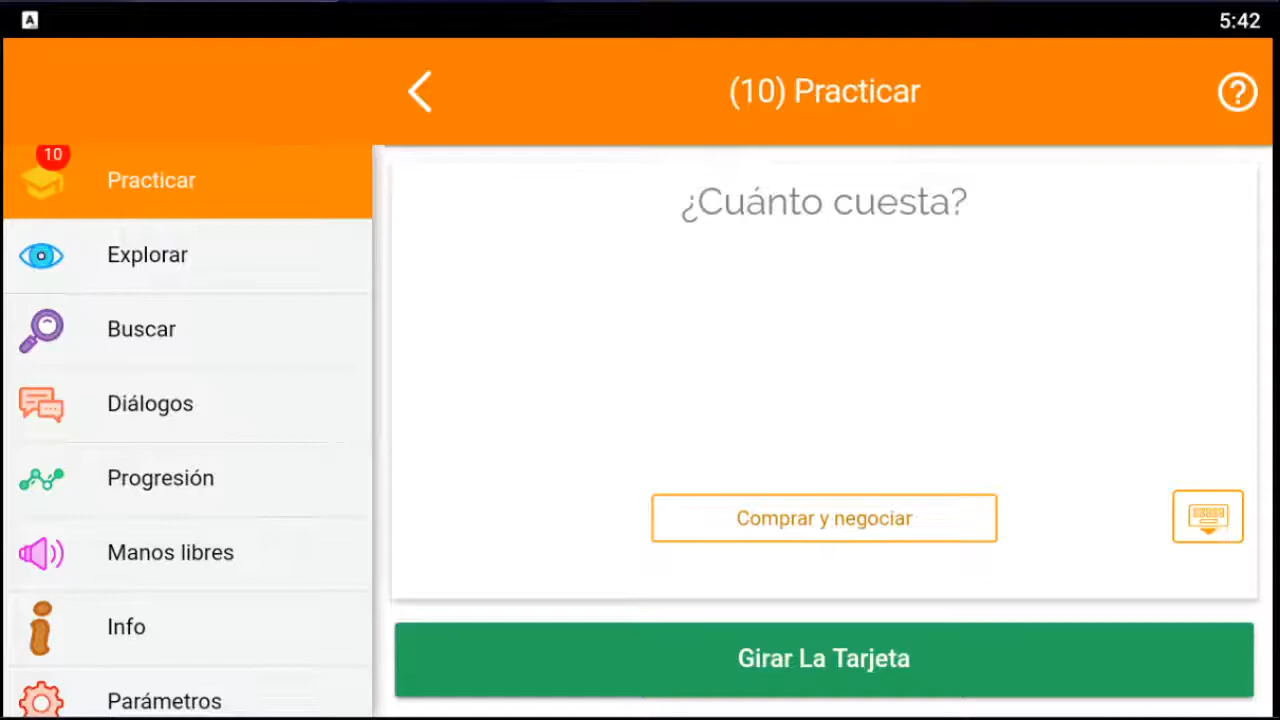 A
5:42
(10) Practicar
?
10
Practicar
Explorar
Buscar
Diálogos
Progresión
Manos libres
Info
Parámetros
¿Cuánto cuesta?
Comprar y negociar
Girar La Tarjeta